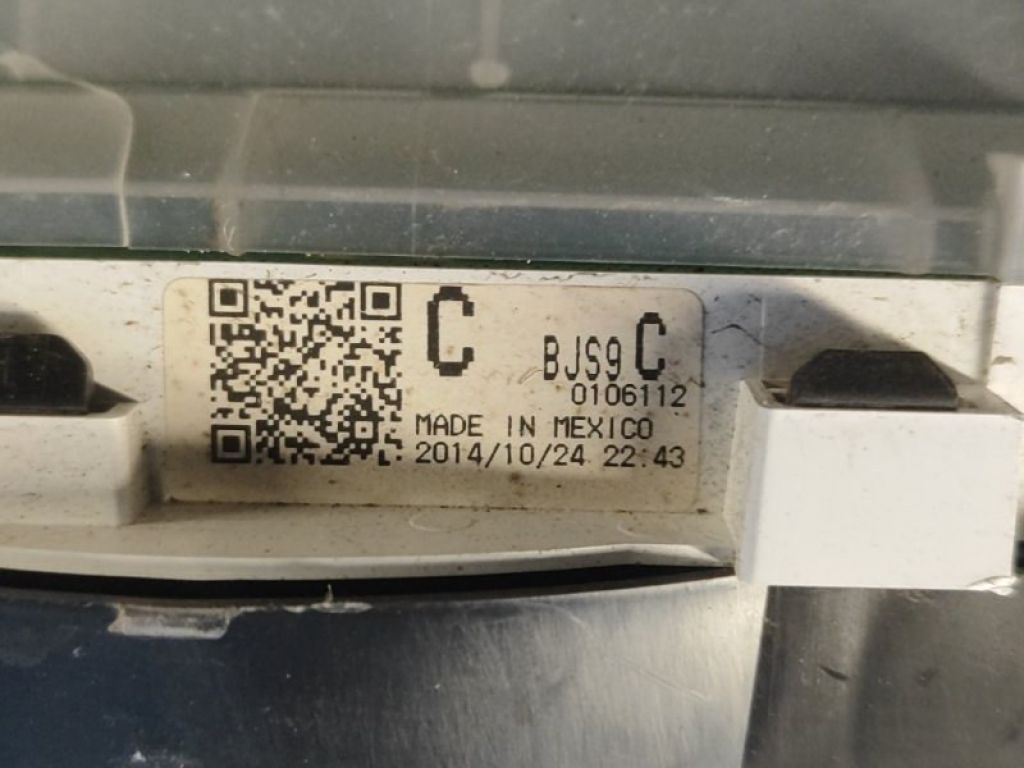 C BJS9 C
0106112
MADE IN MEXICO
2014/10/24 22:43